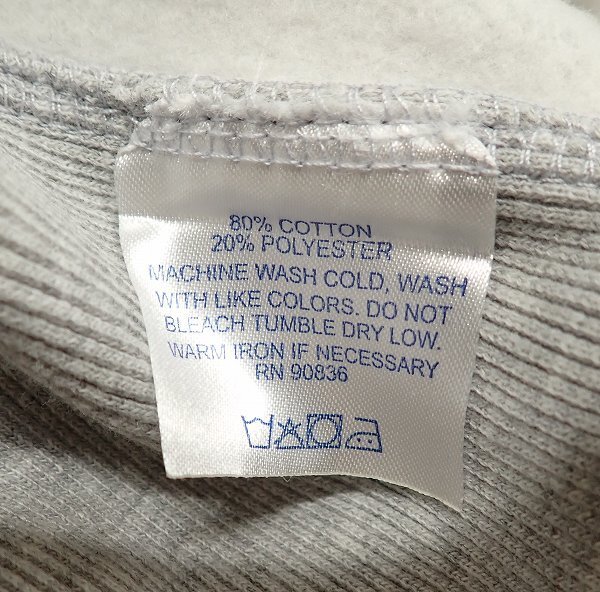 80% COTTON
20% POLYESTER
MACHINE WASH COLD, WASH
WITH LIKE COLORS. DO NOT
BLEACH TUMBLE DRY LOW.
WARM IRON IF NECESSARY
RN 90836